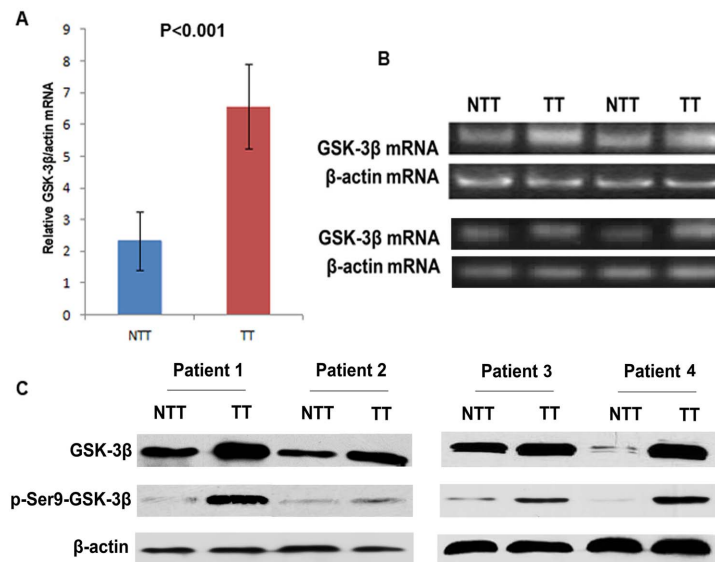 A
P<0.001
9
8
7
6
5
4
3
2
1
0
Relative GSK-3β/actin mRNA
NTT TT
B
NTT TT NTT TT
GSK-3β mRNA
β-actin mRNA
GSK-3β mRNA
β-actin mRNA
C
Patient 1 Patient 2 Patient 3 Patient 4
NTT TT NTT TT NTT TT NTT TT
GSK-3β
p-Ser9-GSK-3β
β-actin